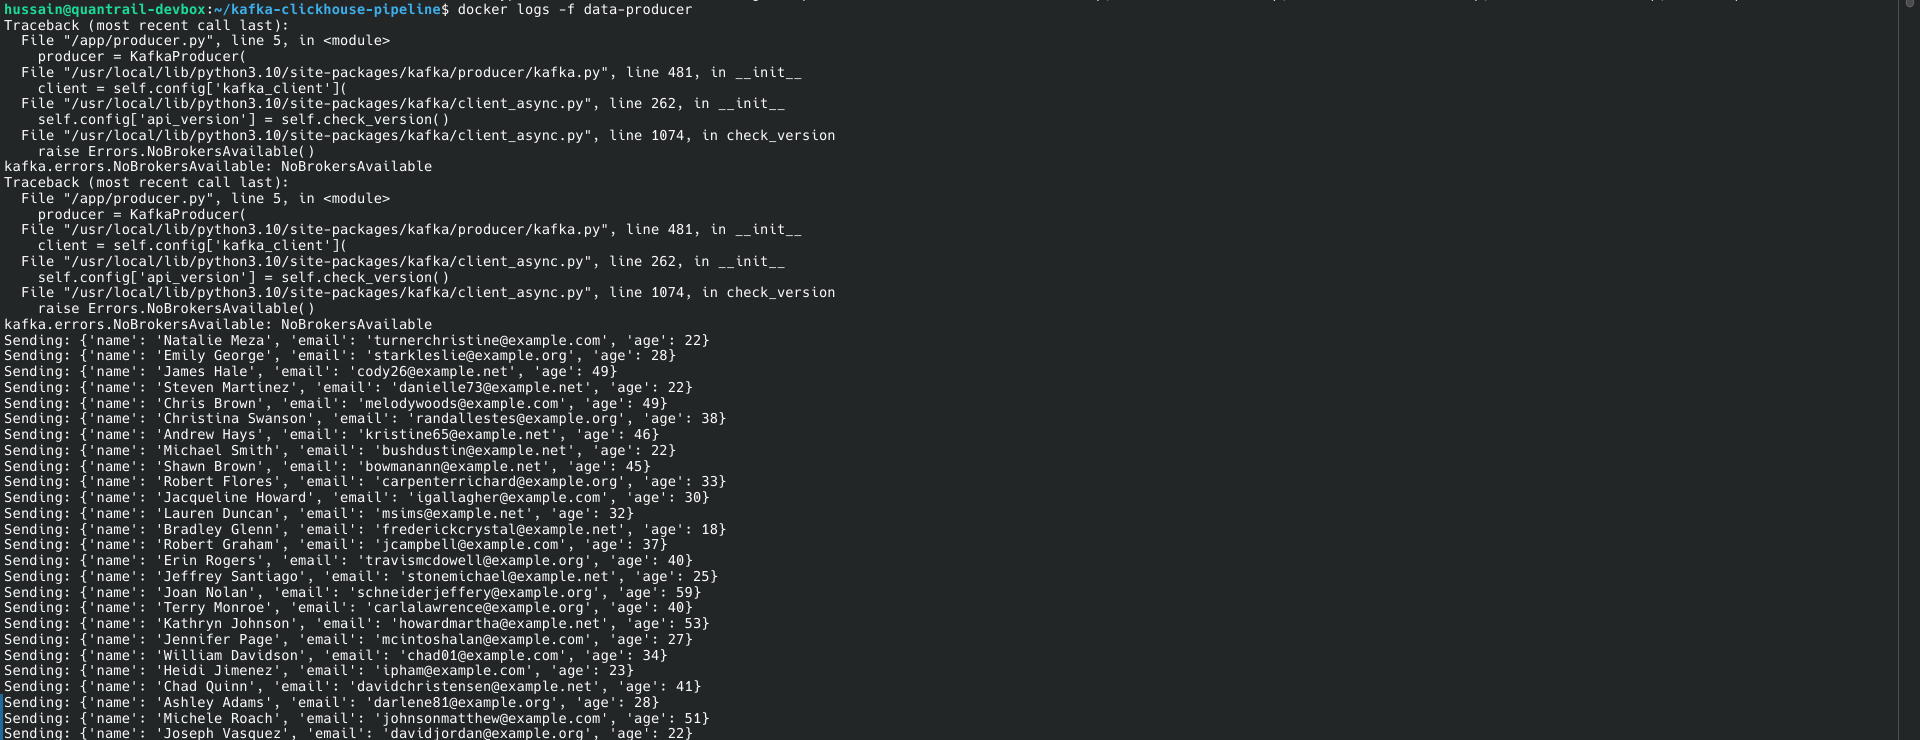 hussain@quantrail-devbox:~/kafka-clickhouse-pipeline$ docker logs -f data-producer
Traceback (most recent call last):
  File "/app/producer.py", line 5, in <module>
    producer = KafkaProducer(
  File "/usr/local/lib/python3.10/site-packages/kafka/producer/kafka.py", line 481, in __init__
    client = self.config['kafka_client'](
  File "/usr/local/lib/python3.10/site-packages/kafka/client_async.py", line 262, in __init__
    self.config['api_version'] = self.check_version()
  File "/usr/local/lib/python3.10/site-packages/kafka/client_async.py", line 1074, in check_version
    raise Errors.NoBrokersAvailable()
kafka.errors.NoBrokersAvailable: NoBrokersAvailable
Traceback (most recent call last):
  File "/app/producer.py", line 5, in <module>
    producer = KafkaProducer(
  File "/usr/local/lib/python3.10/site-packages/kafka/producer/kafka.py", line 481, in __init__
    client = self.config['kafka_client'](
  File "/usr/local/lib/python3.10/site-packages/kafka/client_async.py", line 262, in __init__
    self.config['api_version'] = self.check_version()
  File "/usr/local/lib/python3.10/site-packages/kafka/client_async.py", line 1074, in check_version
    raise Errors.NoBrokersAvailable()
kafka.errors.NoBrokersAvailable: NoBrokersAvailable
Sending: {'name': 'Natalie Meza', 'email': 'turnerchristine@example.com', 'age': 22}
Sending: {'name': 'Emily George', 'email': 'starkleslie@example.org', 'age': 28}
Sending: {'name': 'James Hale', 'email': 'cody26@example.net', 'age': 49}
Sending: {'name': 'Steven Martinez', 'email': 'danielle73@example.net', 'age': 22}
Sending: {'name': 'Chris Brown', 'email': 'melodywoods@example.com', 'age': 49}
Sending: {'name': 'Christina Swanson', 'email': 'randallestes@example.org', 'age': 38}
Sending: {'name': 'Andrew Hays', 'email': 'kristine65@example.net', 'age': 46}
Sending: {'name': 'Michael Smith', 'email': 'bushdustin@example.net', 'age': 22}
Sending: {'name': 'Shawn Brown', 'email': 'bowmanann@example.net', 'age': 45}
Sending: {'name': 'Robert Flores', 'email': 'carpenterrichard@example.org', 'age': 33}
Sending: {'name': 'Jacqueline Howard', 'email': 'igallagher@example.com', 'age': 30}
Sending: {'name': 'Lauren Duncan', 'email': 'msims@example.net', 'age': 32}
Sending: {'name': 'Bradley Glenn', 'email': 'frederickcrystal@example.net', 'age': 18}
Sending: {'name': 'Robert Graham', 'email': 'jcampbell@example.com', 'age': 37}
Sending: {'name': 'Erin Rogers', 'email': 'travismcdowell@example.org', 'age': 40}
Sending: {'name': 'Jeffrey Santiago', 'email': 'stonemichael@example.net', 'age': 25}
Sending: {'name': 'Joan Nolan', 'email': 'schneiderjeffery@example.org', 'age': 59}
Sending: {'name': 'Terry Monroe', 'email': 'carlalawrence@example.org', 'age': 40}
Sending: {'name': 'Kathryn Johnson', 'email': 'howardmartha@example.net', 'age': 53}
Sending: {'name': 'Jennifer Page', 'email': 'mcintoshalan@example.com', 'age': 27}
Sending: {'name': 'William Davidson', 'email': 'chad01@example.com', 'age': 34}
Sending: {'name': 'Heidi Jimenez', 'email': 'ipham@example.com', 'age': 23}
Sending: {'name': 'Chad Quinn', 'email': 'davidchristensen@example.net', 'age': 41}
Sending: {'name': 'Ashley Adams', 'email': 'darlene81@example.org', 'age': 28}
Sending: {'name': 'Michele Roach', 'email': 'johnsonmatthew@example.com', 'age': 51}
Sending: {'name': 'Joseph Vasquez', 'email': 'davidjordan@example.org', 'age': 22}